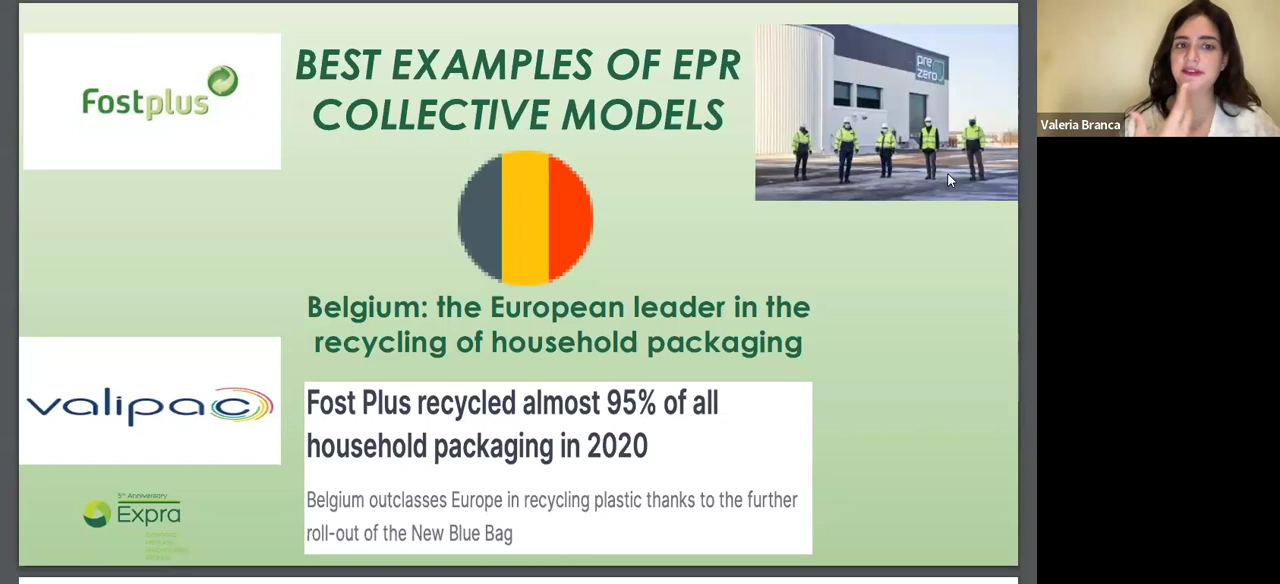 Fostplus
BEST EXAMPLES OF EPR
COLLECTIVE MODELS
pre
zero
Valeria Branca
Belgium: the European leader in the
recycling of household packaging
valipac
Fost Plus recycled almost 95% of all
household packaging in 2020
Belgium outclasses Europe in recycling plastic thanks to the further
roll-out of the New Blue Bag
5th Anniversary
Expra